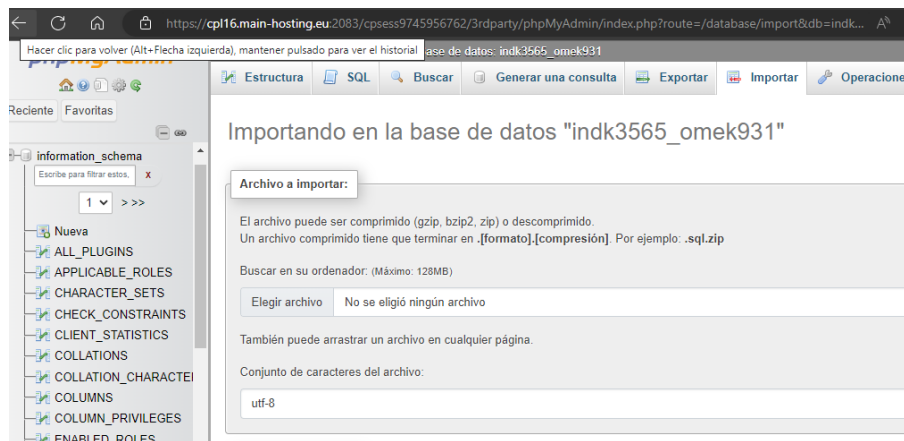 https://cpl16.main-hosting.eu:2083/cpsess9745956762/3rdparty/phpMyAdmin/index.php?route=/database/import&db=indk...
Hacer clic para volver (Alt+Flecha izquierda), mantener pulsado para ver el historial
ase de datos: indk3565_omek931
phpMyAdmin
Estructura SQL Buscar Generar una consulta Exportar Importar Operacione
Reciente Favoritas
Importando en la base de datos "indk3565_omek931"
information_schema
Escribe para filtrar estos, X
1 > >>
Nueva
ALL_PLUGINS
APPLICABLE_ROLES
CHARACTER_SETS
CHECK_CONSTRAINTS
CLIENT_STATISTICS
COLLATIONS
COLLATION_CHARACTE
COLUMNS
COLUMN_PRIVILEGES
ENABLED_ROLES
Archivo a importar:
El archivo puede ser comprimido (gzip, bzip2, zip) o descomprimido.
Un archivo comprimido tiene que terminar en .[formato].[compresión]. Por ejemplo: .sql.zip
Buscar en su ordenador: (Máximo: 128MB)
Elegir archivo No se eligió ningún archivo
También puede arrastrar un archivo en cualquier página.
Conjunto de caracteres del archivo:
utf-8